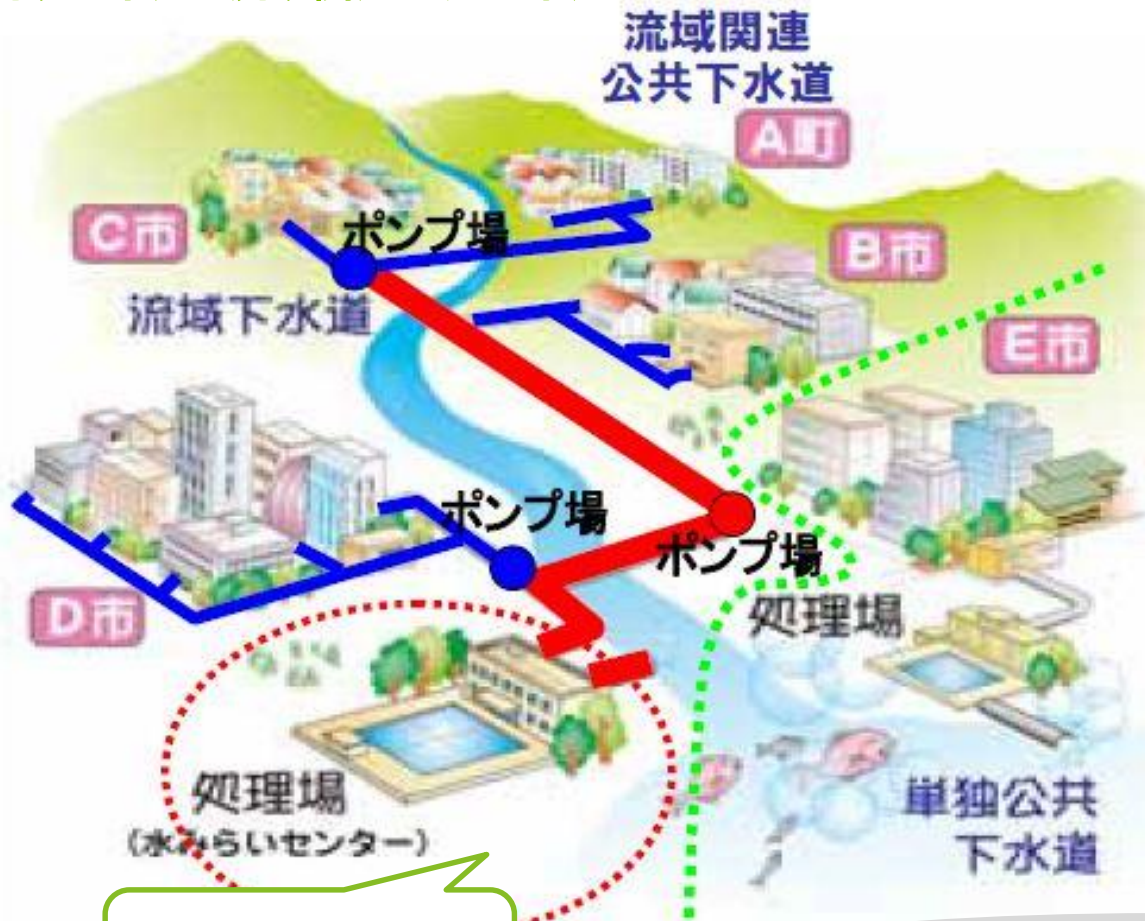 流域関連
公共下水道
A町
C市
ポンプ場
B市
流域下水道
E市
ポンプ場
ポンプ場
D市
処理場
処理場
(水みらいセンター)
単独公共
下水道